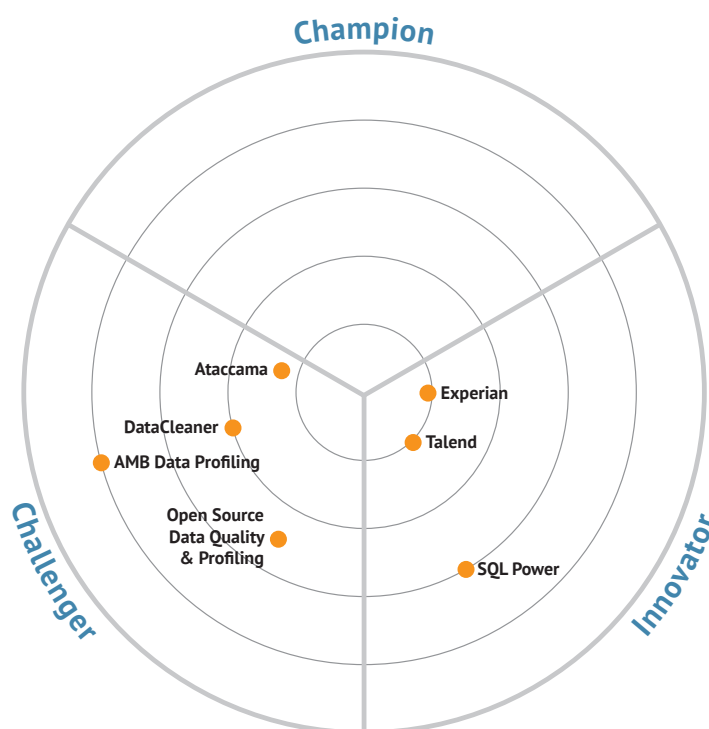 Champion
Ataccama
Experian
DataCleaner
Talend
AMB Data Profiling
Open Source
Data Quality
& Profiling
SQL Power
Challenger
Innovator